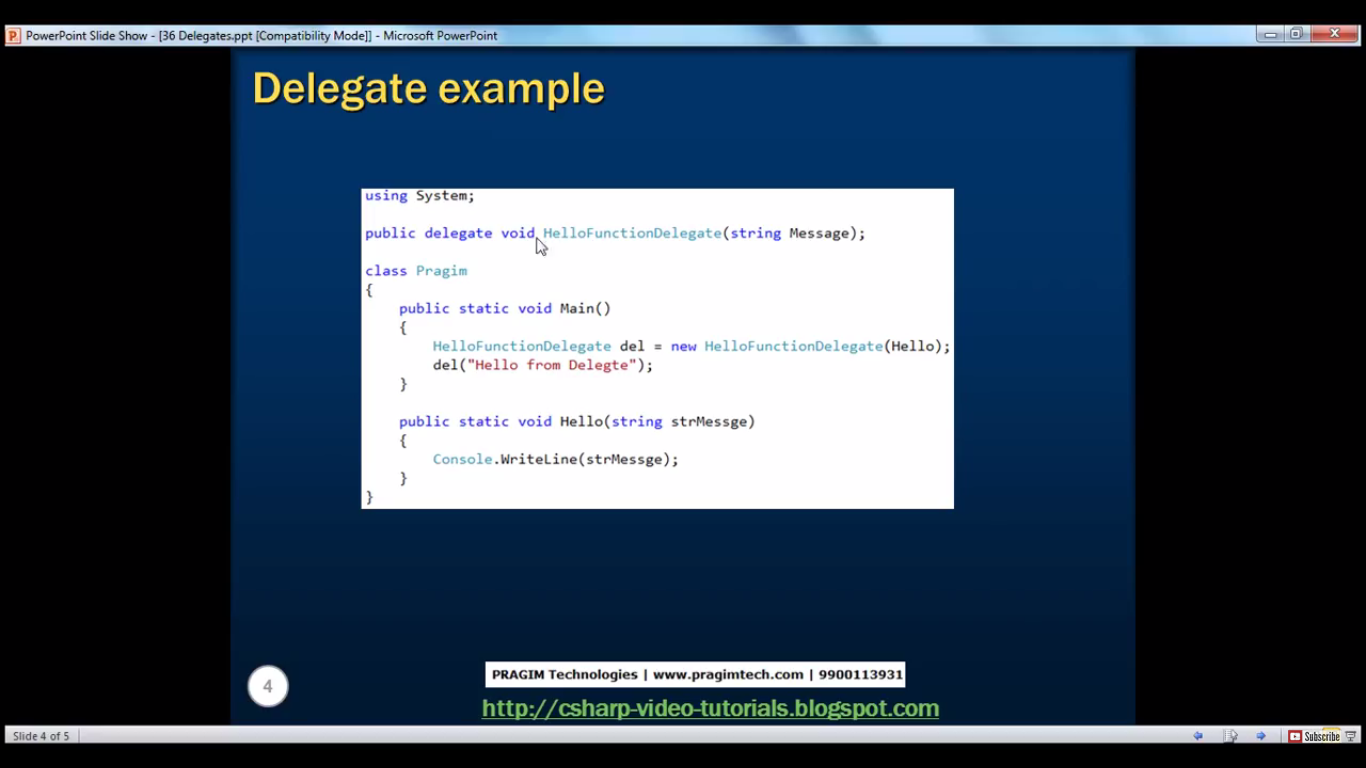 PowerPoint Slide Show - [36 Delegates.ppt [Compatibility Mode]] - Microsoft PowerPoint
Delegate example
using System;
public delegate void HelloFunctionDelegate(string Message);
class Pragim
{
    public static void Main()
    {
        HelloFunctionDelegate del = new HelloFunctionDelegate(Hello);
        del("Hello from Delegte");
    }
    public static void Hello(string strMessge)
    {
        Console.WriteLine(strMessge);
    }
}
4
PRAGIM Technologies | www.pragimtech.com | 9900113931
http://csharp-video-tutorials.blogspot.com
Slide 4 of 5
Subscribe